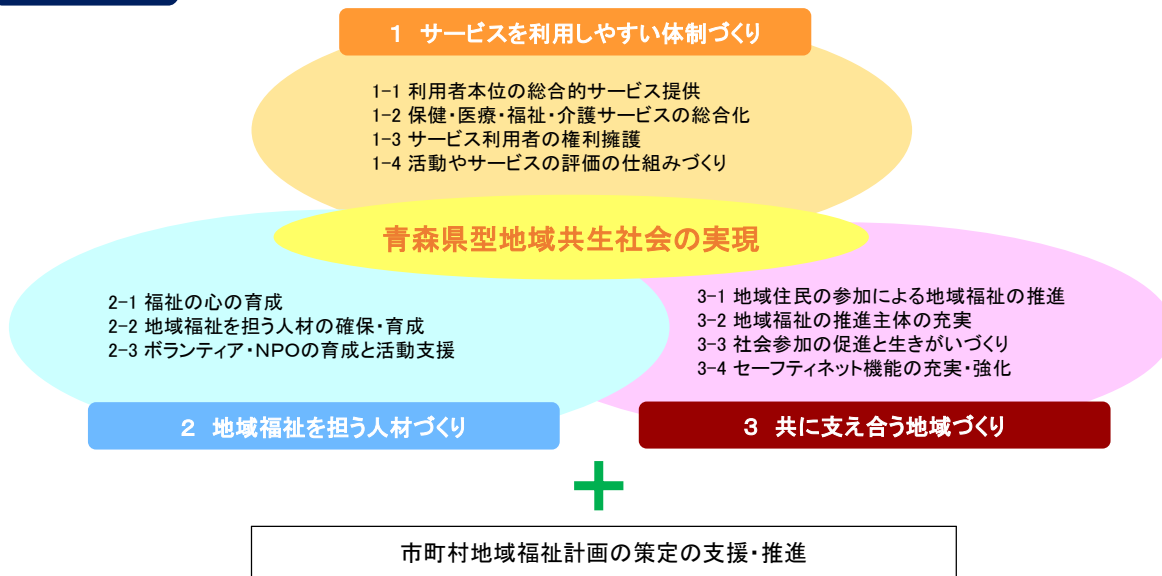 1 サービスを利用しやすい体制づくり
1-1 利用者本位の総合的サービス提供
1-2 保健・医療・福祉・介護サービスの総合化
1-3 サービス利用者の権利擁護
1-4 活動やサービスの評価の仕組みづくり
青森県型地域共生社会の実現
2-1 福祉の心の育成
2-2 地域福祉を担う人材の確保・育成
2-3 ボランティア・NPOの育成と活動支援
2 地域福祉を担う人材づくり
3-1 地域住民の参加による地域福祉の推進
3-2 地域福祉の推進主体の充実
3-3 社会参加の促進と生きがいづくり
3-4 セーフティネット機能の充実・強化
3 共に支え合う地域づくり
+
市町村地域福祉計画の策定の支援・推進